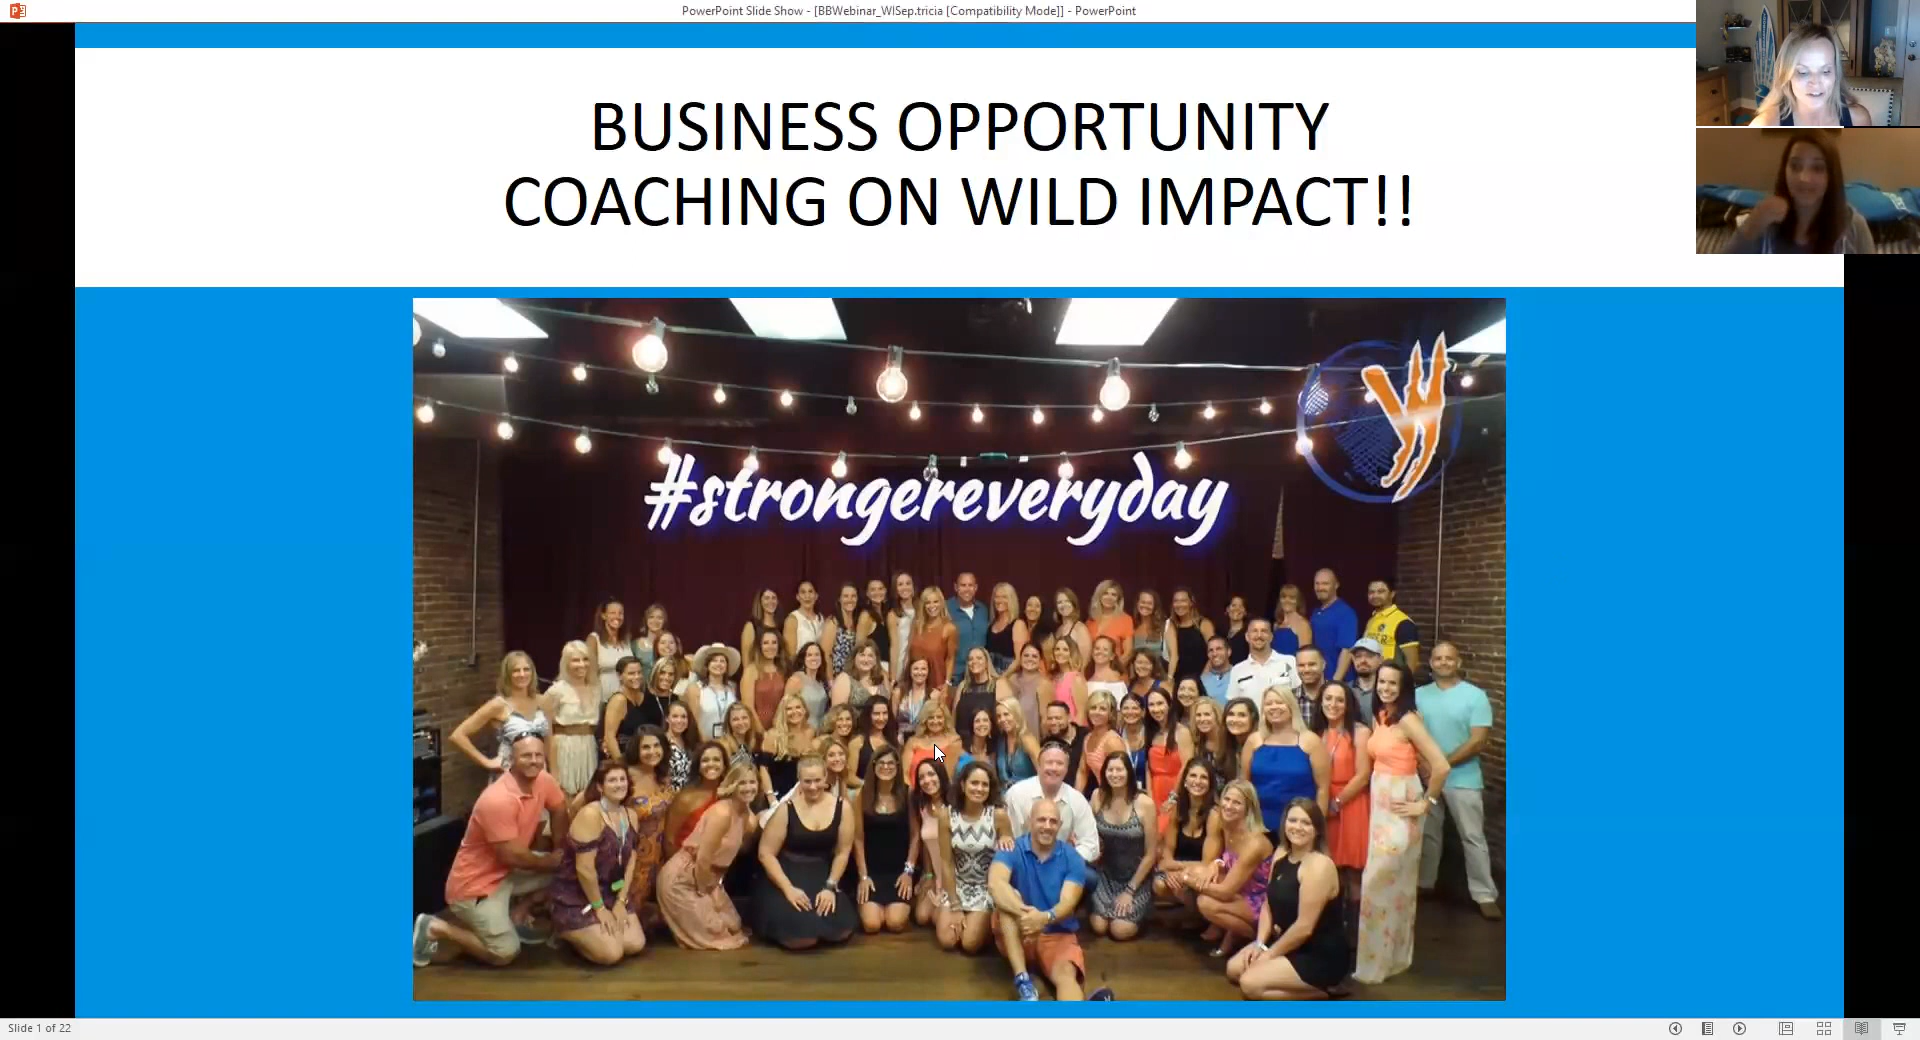 PowerPoint Slide Show - [BBWebinar_WISep.tricia [Compatibility Mode]] - PowerPoint
BUSINESS OPPORTUNITY
COACHING ON WILD IMPACT!!
#strongereveryday
Slide 1 of 22